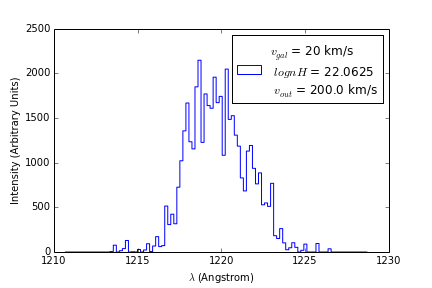 2500
2000
1500
1000
500
0
Intensity (Arbitrary Units)
v_gal = 20 km/s
lognH = 22.0625
v_out = 200.0 km/s
1210 1215 1220 1225 1230
λ (Angstrom)